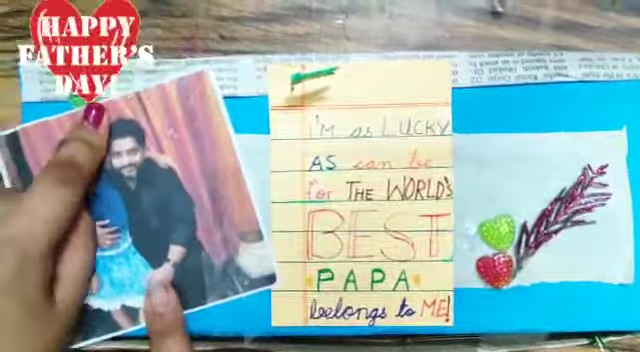 HAPPY
FATHER'S
DAY!
I'M as LUCKY
AS can be
for THE WORLD'S
BEST
PAPA
belongs to ME!